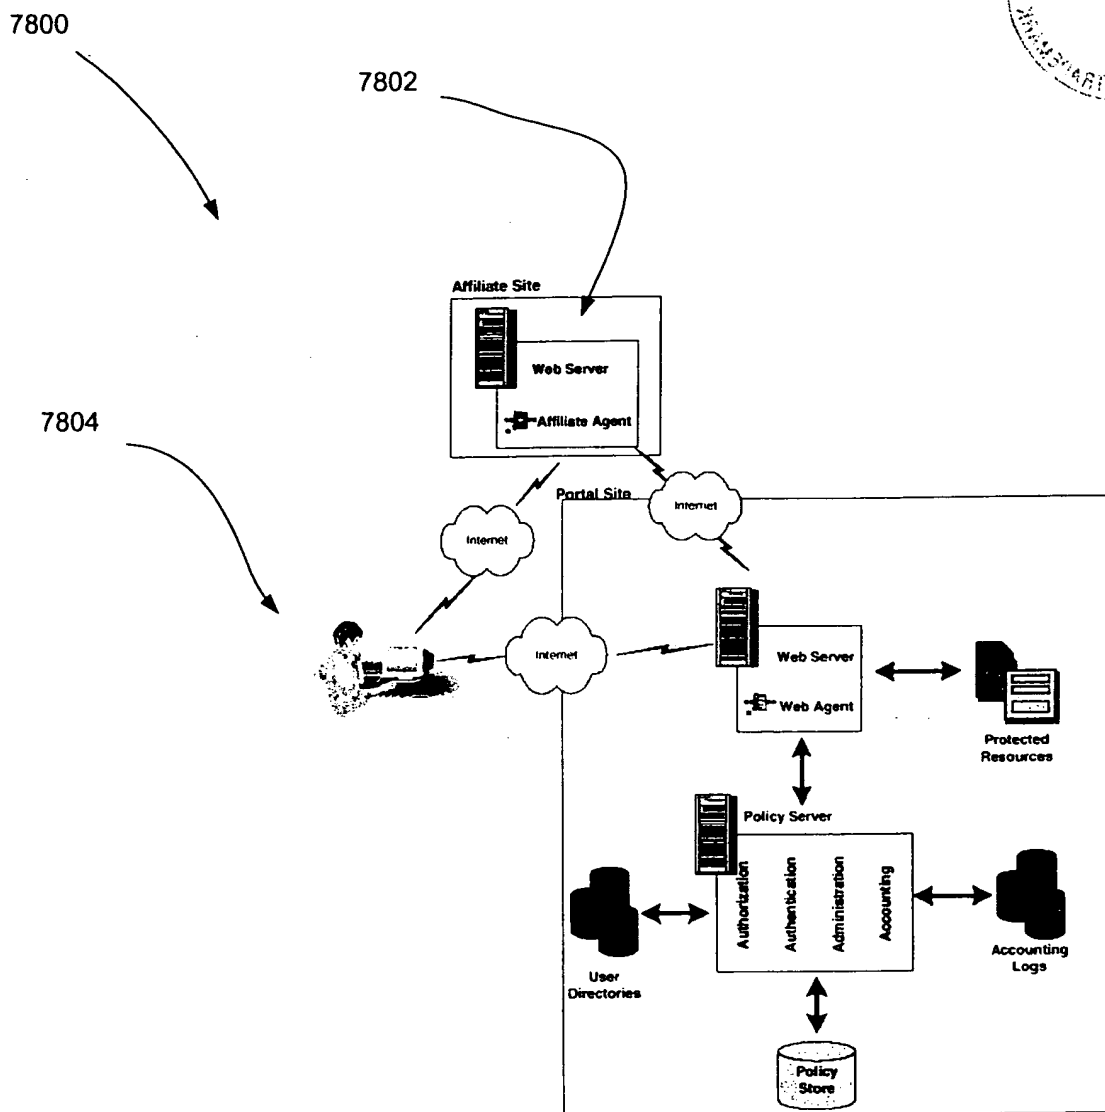 7800
TRADEMARK
7802
Affiliate Site
Web Server
Affiliate Agent
7804
Portal Site
Internet
Internet
Internet
Web Server
Web Agent
Protected
Resources
Policy Server
Authorization
Authentication
Administration
Accounting
User
Directories
Accounting
Logs
Policy
Store